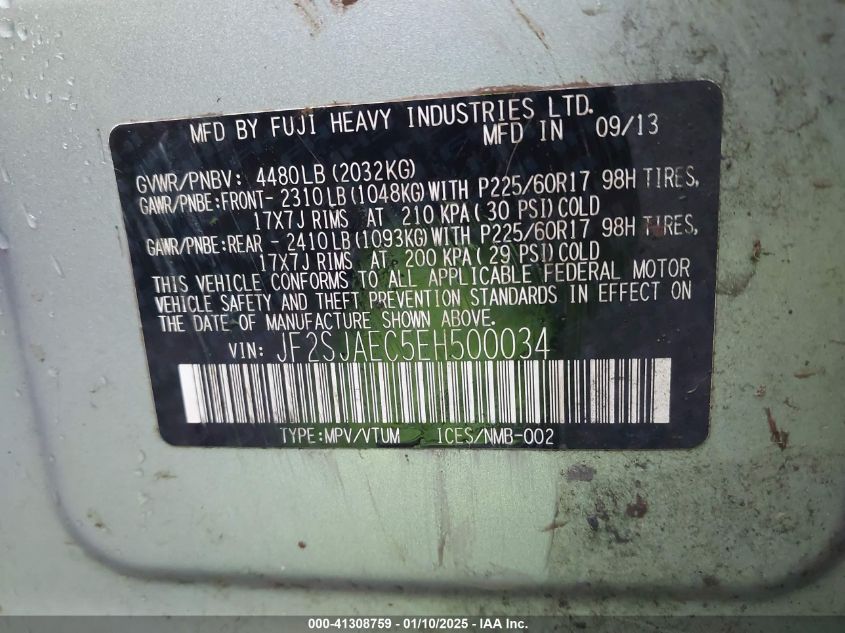 MFD BY FUJI HEAVY INDUSTRIES LTD.
MFD IN 09/13
GVWR/PNBV: 4480LB (2032KG)
GAWR/PNBE:FRONT- 2310LB(1048KG)WITH P225/60R17 98H TIRES,
17X7J RIMS AT 210 KPA( 30 PSI)COLD
GAWR/PNBE:REAR - 2410LB(1093KG)WITH P225/60R17 98H TIRES,
17X7J RIMS AT 200 KPA( 29 PSI)COLD
THIS VEHICLE CONFORMS TO ALL APPLICABLE FEDERAL MOTOR
VEHICLE SAFETY AND THEFT PREVENTION STANDARDS IN EFFECT ON
THE DATE OF MANUFACTURE SHOWN ABOVE.
VIN: JF2SJAEC5EH500034
TYPE:MPV/VTUM ICES/NMB-002
000-41308759 - 01/10/2025 - IAA Inc.